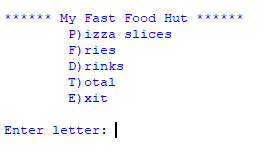 ****** My Fast Food Hut ******
P)izza slices
F)ries
D)rinks
T)otal
E)xit
Enter letter: